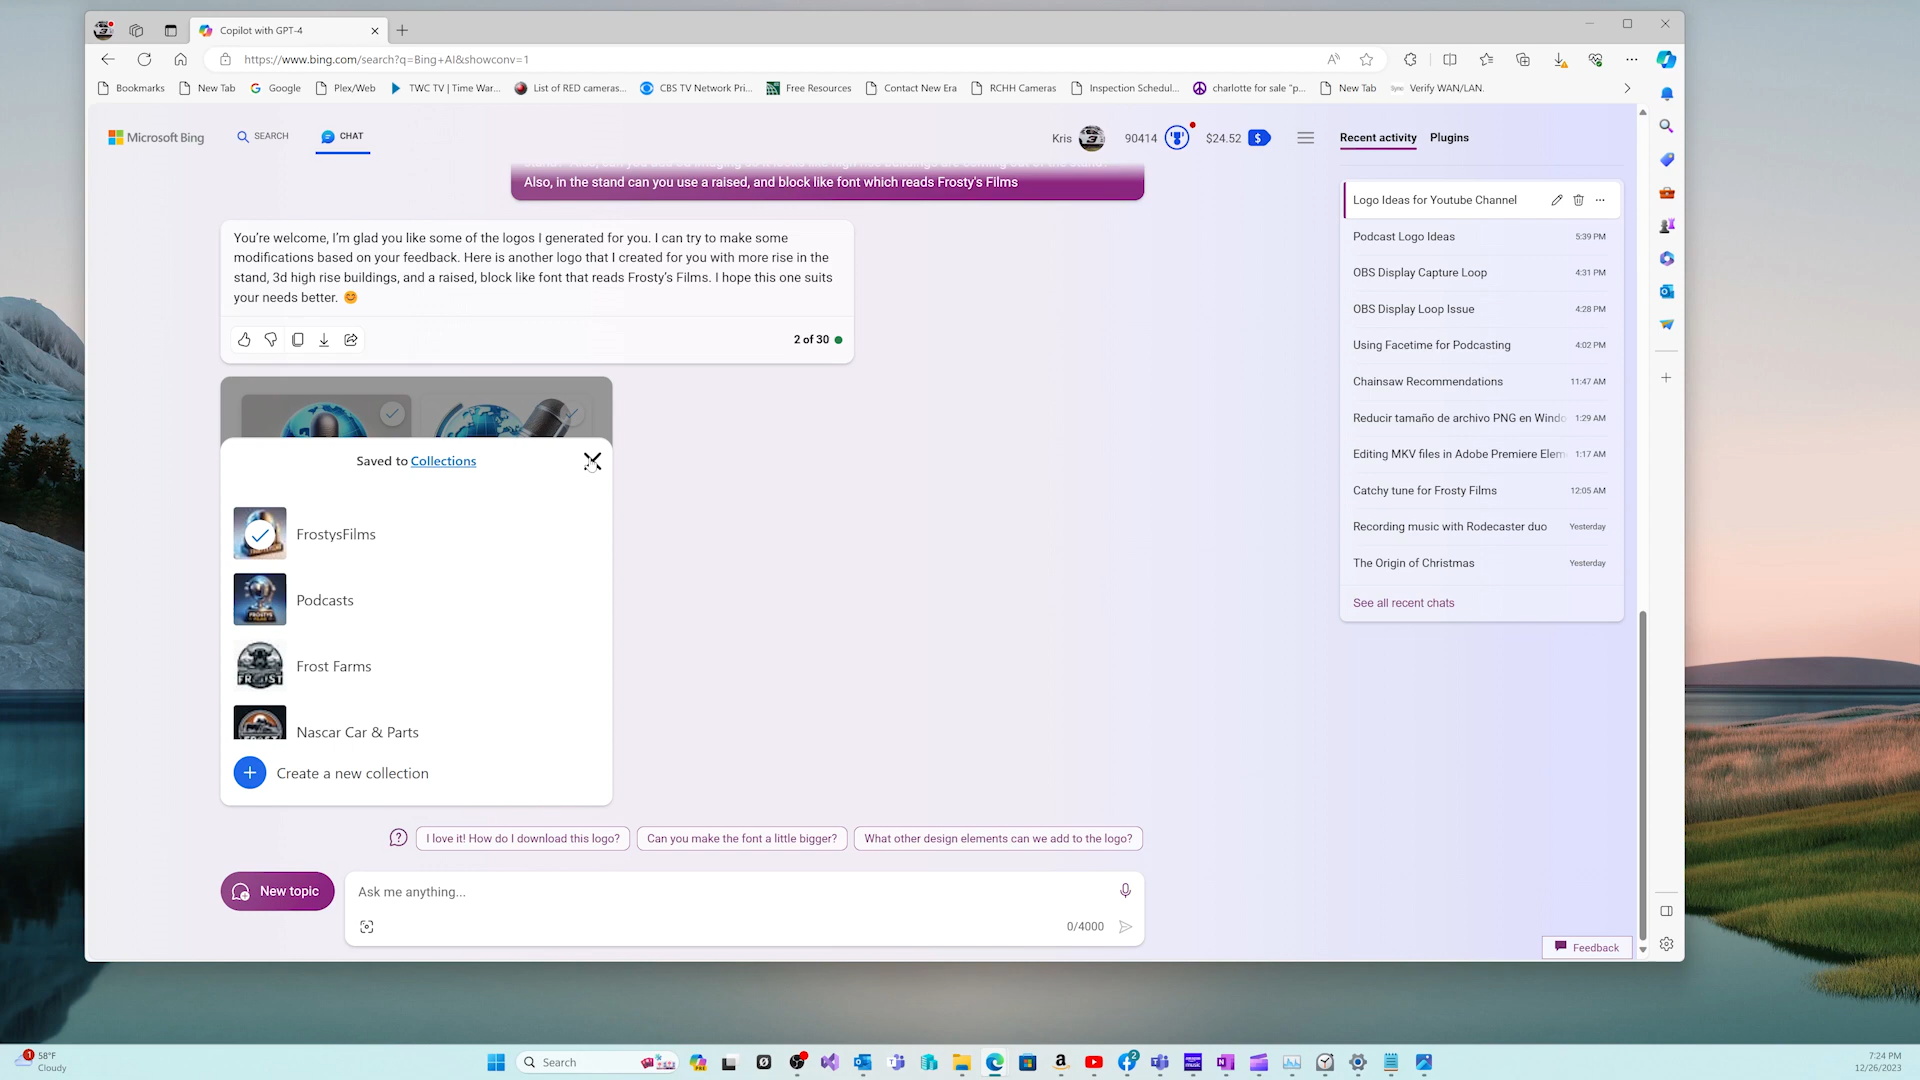 Copilot with GPT-4
https://www.bing.com/search?q=Bing+AI&showconv=1
Bookmarks
New Tab
Google
Plex/Web
TWC TV | Time War...
List of RED cameras...
CBS TV Network Pri...
Free Resources
Contact New Era
RCHH Cameras
Inspection Schedul...
charlotte for sale "p...
New Tab
Sync
Verify WAN/LAN.
Microsoft Bing
SEARCH
CHAT
Kris
90414
$24.52
Recent activity
Plugins
Also, in the stand can you use a raised, and block like font which reads Frosty's Films
You're welcome, I'm glad you like some of the logos I generated for you. I can try to make some
modifications based on your feedback. Here is another logo that I created for you with more rise in the
stand, 3d high rise buildings, and a raised, block like font that reads Frosty's Films. I hope this one suits
your needs better. 😊
2 of 30
Saved to Collections
FrostysFilms
Podcasts
Frost Farms
Nascar Car & Parts
Create a new collection
Logo Ideas for Youtube Channel
Podcast Logo Ideas 5:39 PM
OBS Display Capture Loop 4:31 PM
OBS Display Loop Issue 4:28 PM
Using Facetime for Podcasting 4:02 PM
Chainsaw Recommendations 11:47 AM
Reducir tamaño de archivo PNG en Windo 1:29 AM
Editing MKV files in Adobe Premiere Elem 1:17 AM
Catchy tune for Frosty Films 12:05 AM
Recording music with Rodecaster duo Yesterday
The Origin of Christmas Yesterday
See all recent chats
I love it! How do I download this logo?
Can you make the font a little bigger?
What other design elements can we add to the logo?
New topic
Ask me anything...
0/4000
Feedback
1
58°F
Cloudy
Search
2
7:24 PM
12/26/2023